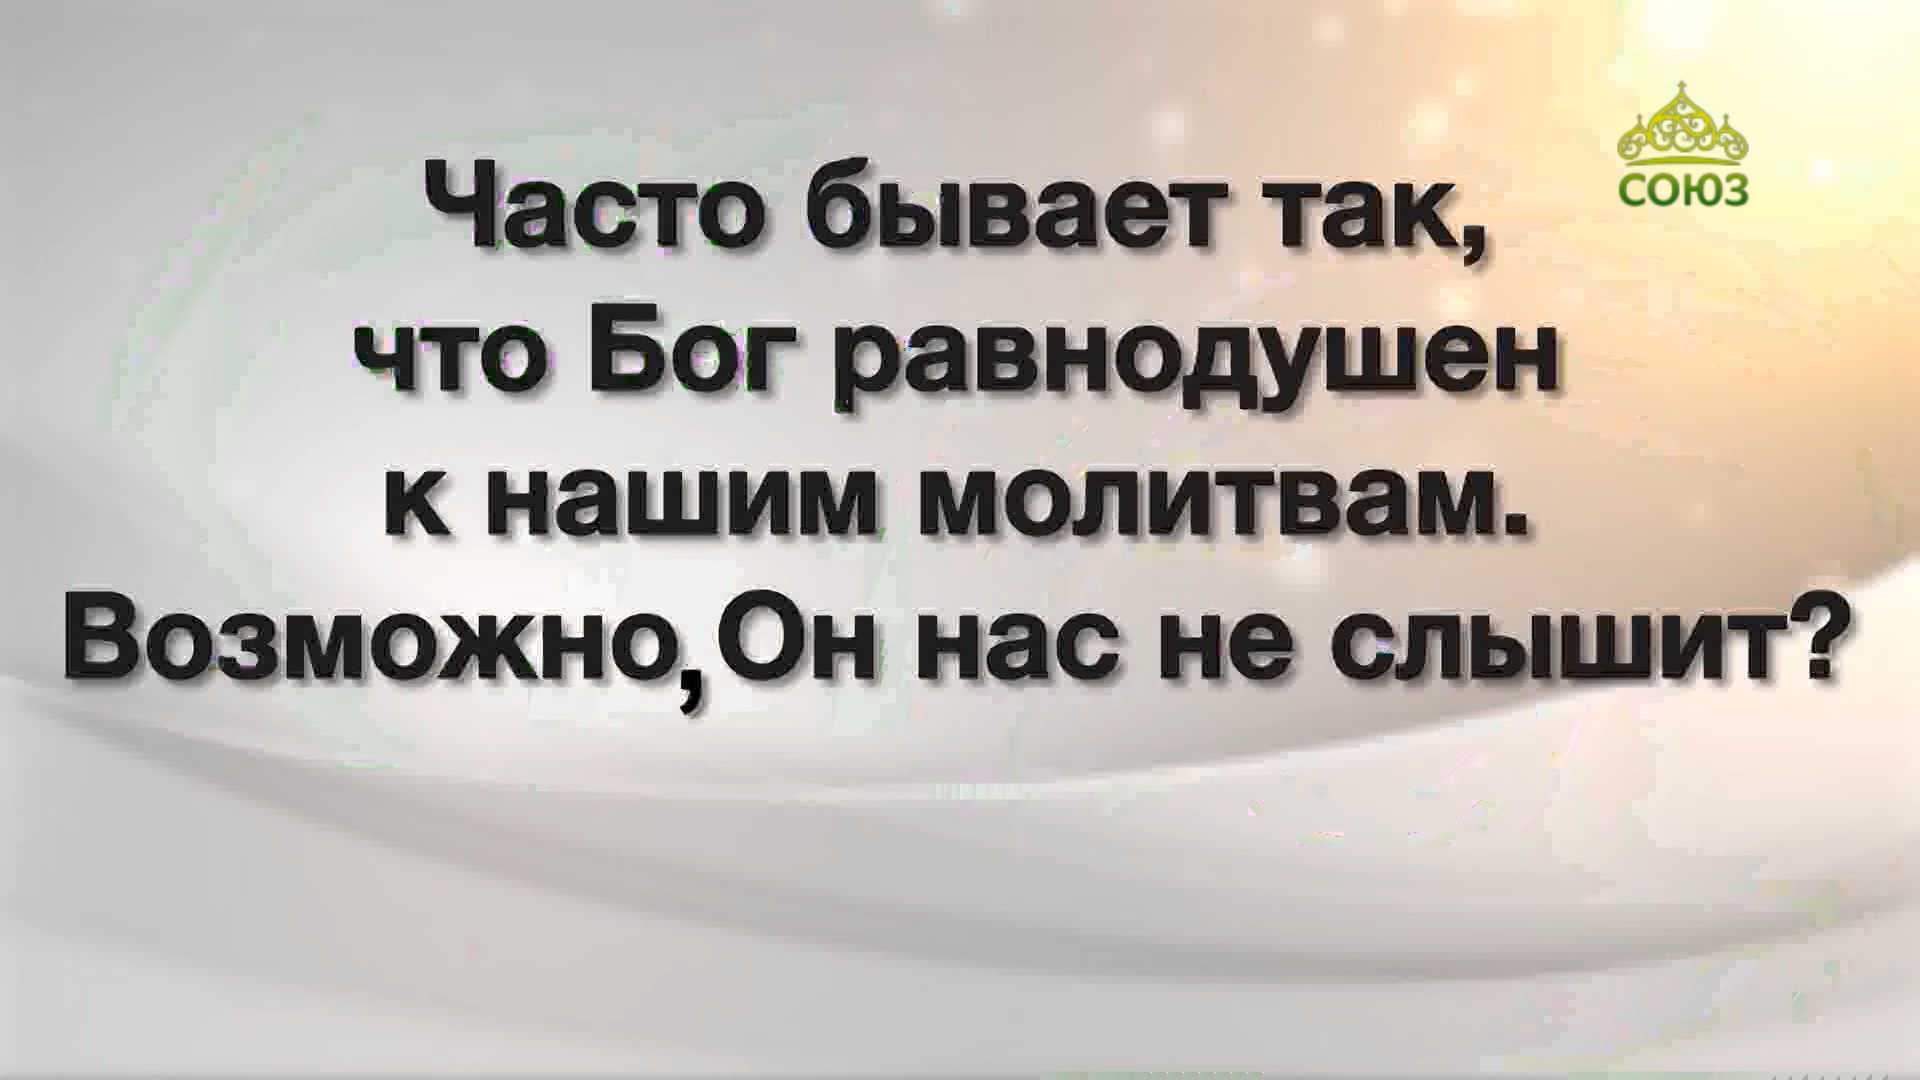 СОЮЗ
Часто бывает так,
что Бог равнодушен
к нашим молитвам.
Возможно, Он нас не слышит?